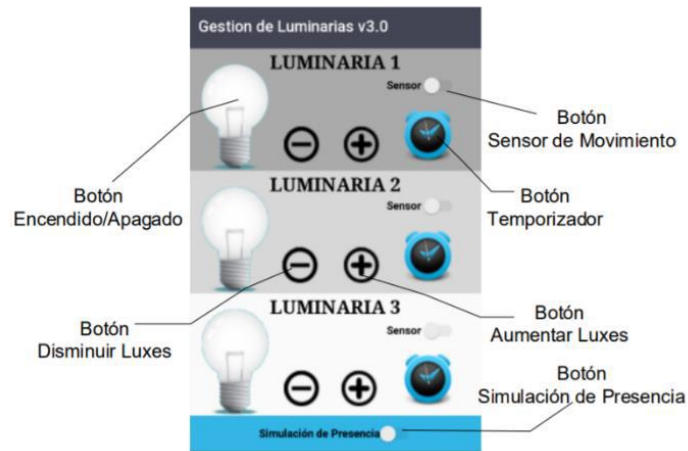 Gestion de Luminarias v3.0
LUMINARIA 1
Sensor
Botón
Sensor de Movimiento
Botón
Encendido/Apagado
Botón
Temporizador
LUMINARIA 2
Sensor
LUMINARIA 3
Sensor
Botón
Disminuir Luxes
Botón
Aumentar Luxes
Botón
Simulación de Presencia
Simulación de Presencia